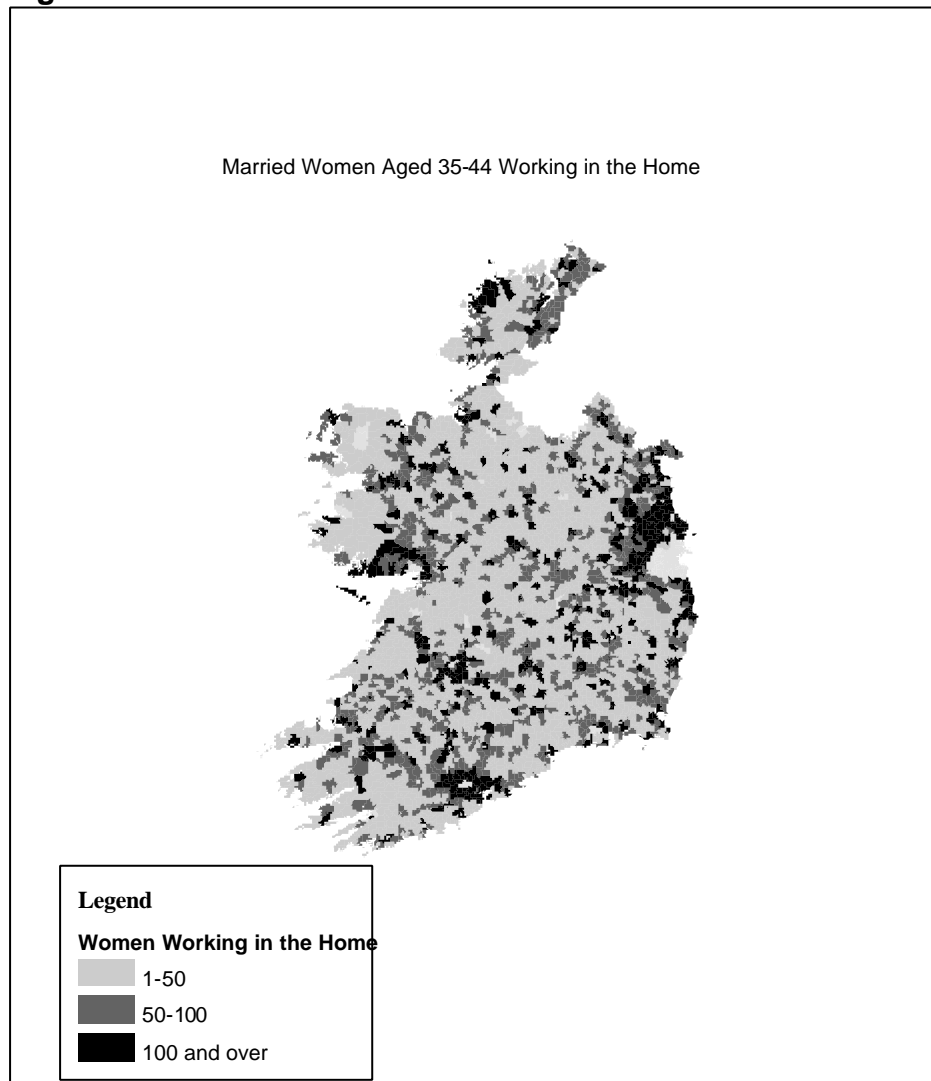 Married Women Aged 35-44 Working in the Home
Legend
Women Working in the Home
1-50
50-100
100 and over